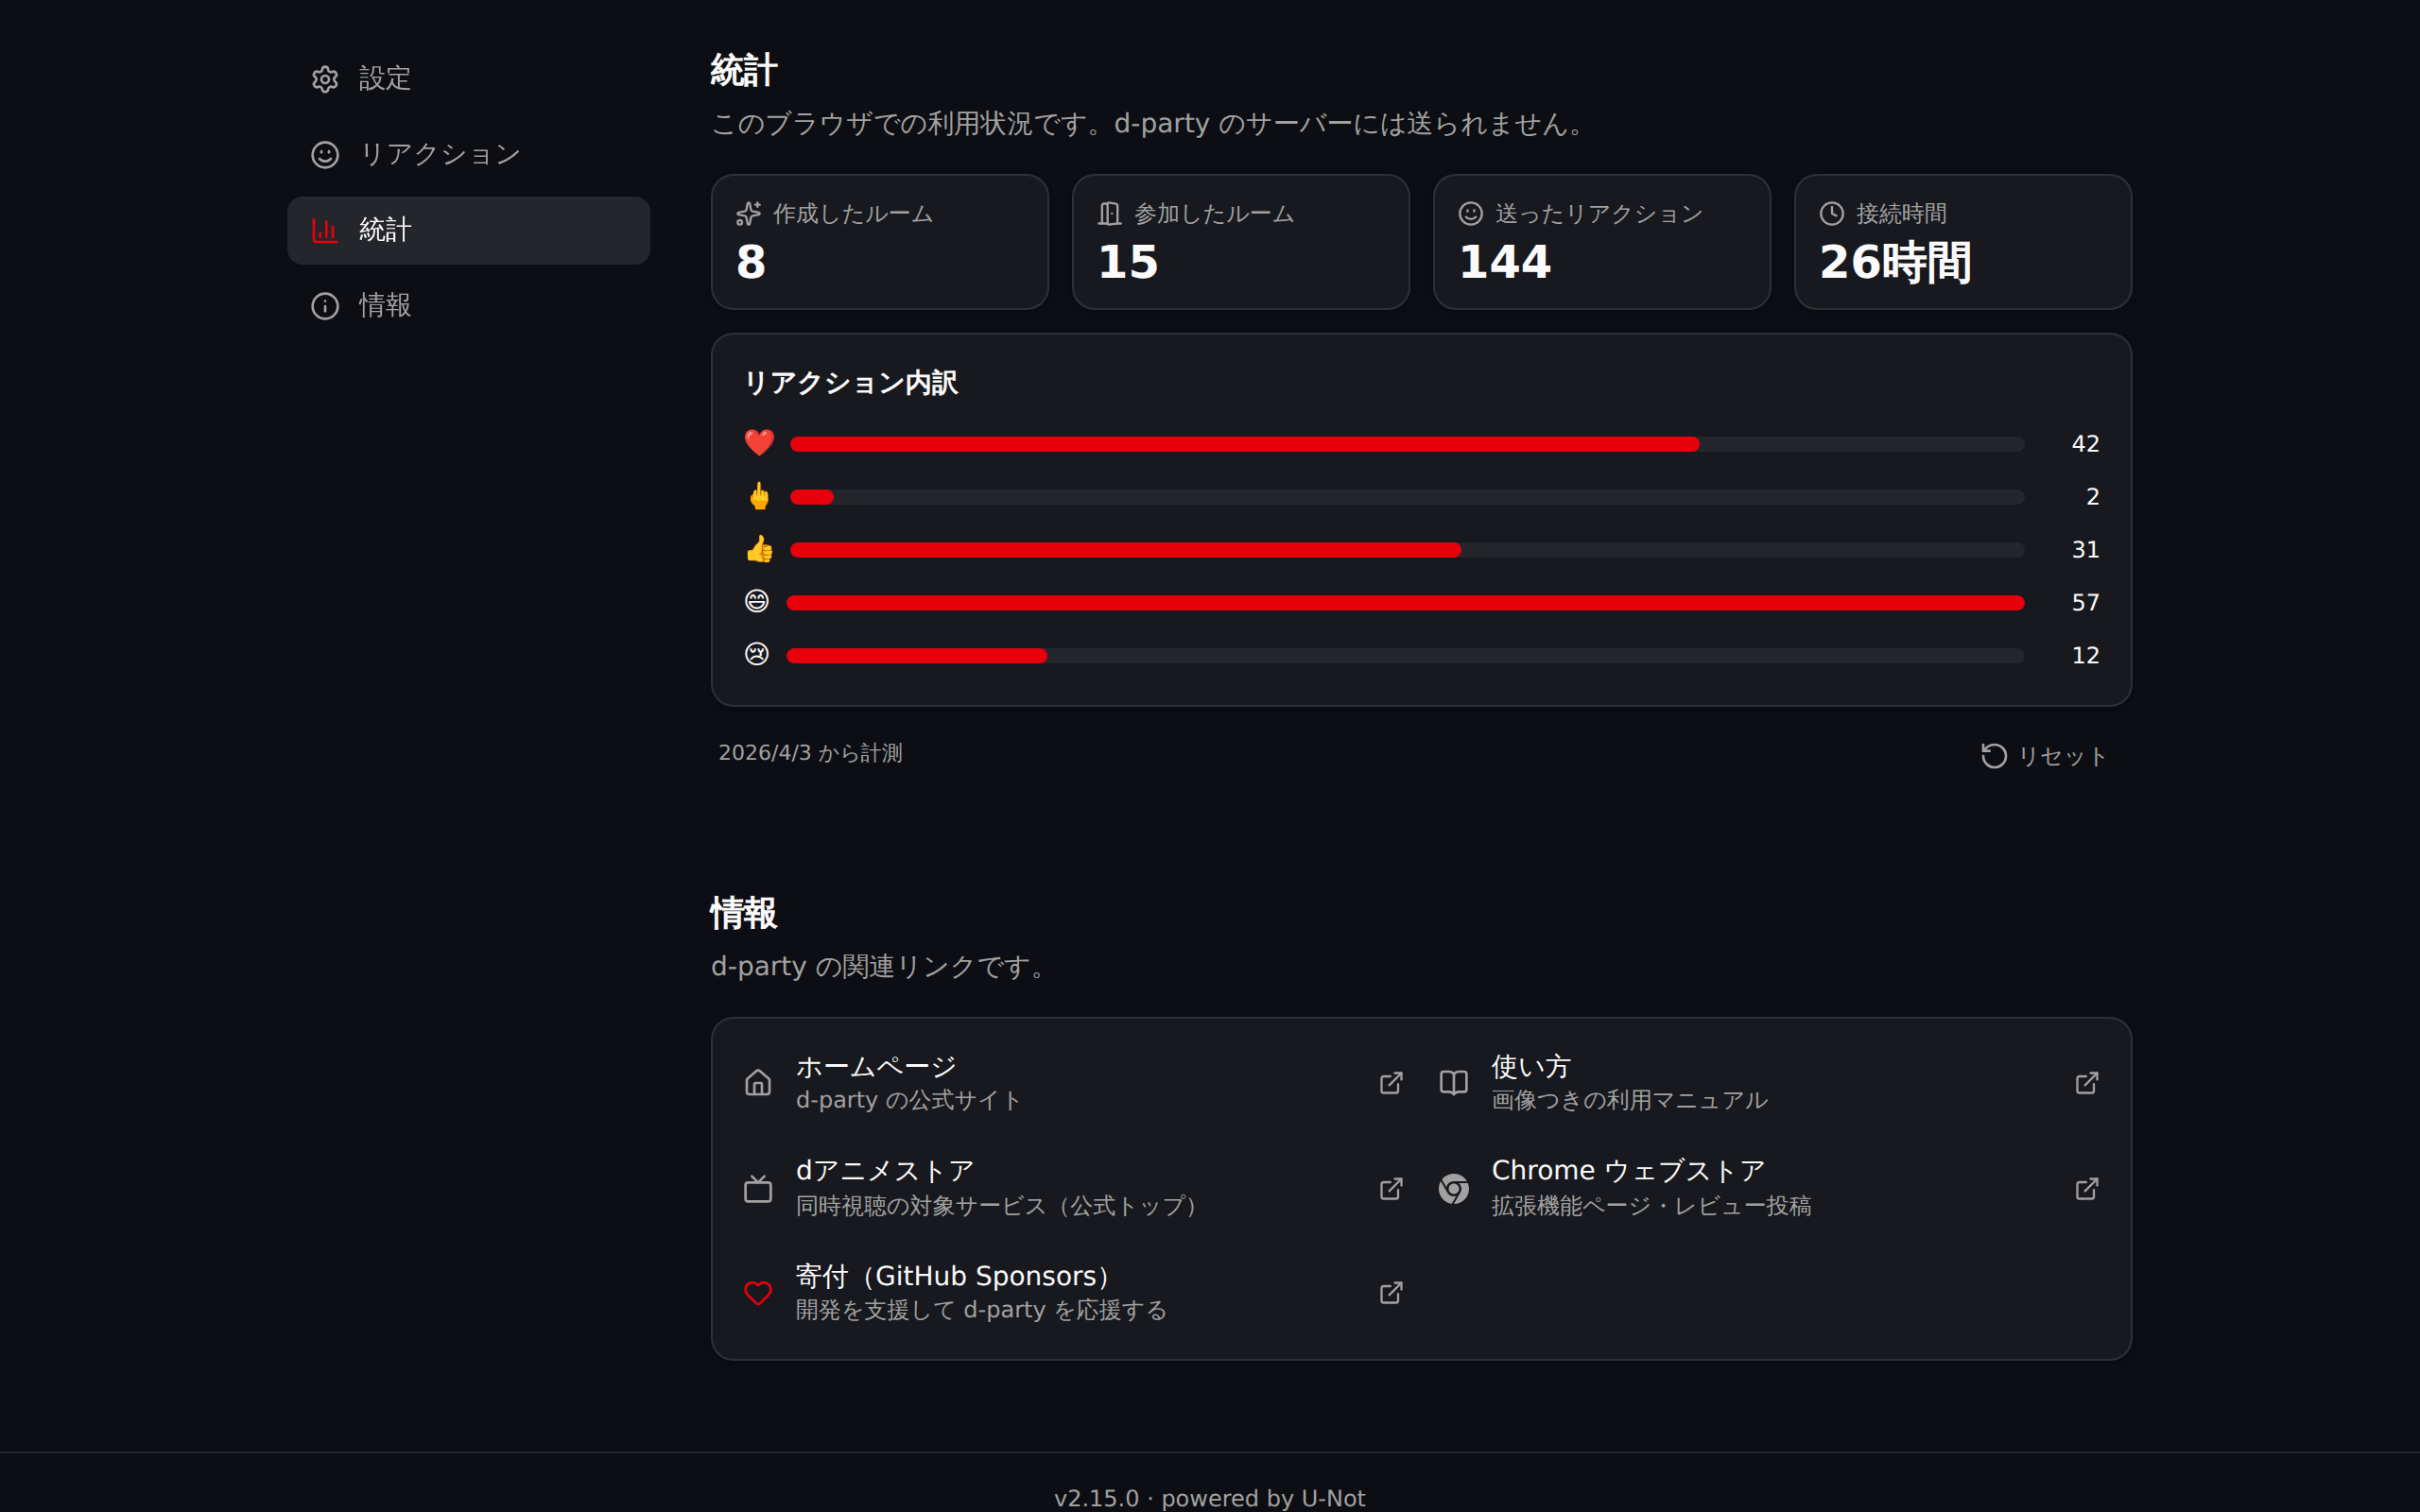 設定
リアクション
統計
情報
統計
このブラウザでの利用状況です。d-party のサーバーには送られません。
作成したルーム
8
参加したルーム
15
送ったリアクション
144
接続時間
26時間
リアクション内訳
❤️ 42
🖕 2
👍 31
😄 57
😢 12
2026/4/3 から計測
リセット
情報
d-party の関連リンクです。
ホームページ
d-party の公式サイト
使い方
画像つきの利用マニュアル
dアニメストア
同時視聴の対象サービス（公式トップ）
Chrome ウェブストア
拡張機能ページ・レビュー投稿
寄付（GitHub Sponsors）
開発を支援して d-party を応援する
v2.15.0 · powered by U-Not